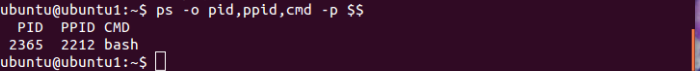 ubuntu@ubuntu1:~$ ps -o pid,ppid,cmd -p $$
  PID  PPID CMD
 2365  2212 bash
ubuntu@ubuntu1:~$